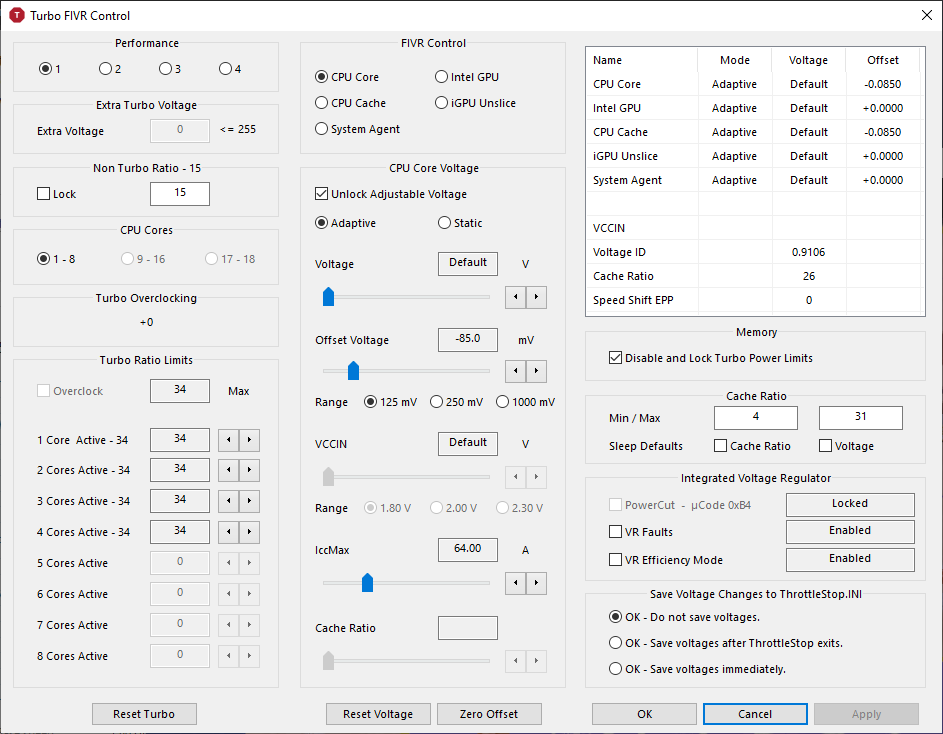 T Turbo FIVR Control
Performance
1 2 3 4
Extra Turbo Voltage
Extra Voltage 0 <= 255
Non Turbo Ratio - 15
Lock 15
CPU Cores
1 - 8 9 - 16 17 - 18
Turbo Overclocking
+0
Turbo Ratio Limits
Overclock 34 Max
1 Core Active - 34 34
2 Cores Active - 34 34
3 Cores Active - 34 34
4 Cores Active - 34 34
5 Cores Active 0
6 Cores Active 0
7 Cores Active 0
8 Cores Active 0
Reset Turbo
FIVR Control
CPU Core Intel GPU
CPU Cache iGPU Unslice
System Agent
CPU Core Voltage
Unlock Adjustable Voltage
Adaptive Static
Voltage Default V
Offset Voltage -85.0 mV
Range 125 mV 250 mV 1000 mV
VCCIN Default V
Range 1.80 V 2.00 V 2.30 V
IccMax 64.00 A
Cache Ratio
Reset Voltage Zero Offset
Name Mode Voltage Offset
CPU Core Adaptive Default -0.0850
Intel GPU Adaptive Default +0.0000
CPU Cache Adaptive Default -0.0850
iGPU Unslice Adaptive Default +0.0000
System Agent Adaptive Default +0.0000
VCCIN
Voltage ID 0.9106
Cache Ratio 26
Speed Shift EPP 0
Memory
Disable and Lock Turbo Power Limits
Cache Ratio
Min / Max 4 31
Sleep Defaults Cache Ratio Voltage
Integrated Voltage Regulator
PowerCut - µCode 0xB4 Locked
VR Faults Enabled
VR Efficiency Mode Enabled
Save Voltage Changes to ThrottleStop.INI
OK - Do not save voltages.
OK - Save voltages after ThrottleStop exits.
OK - Save voltages immediately.
OK Cancel Apply